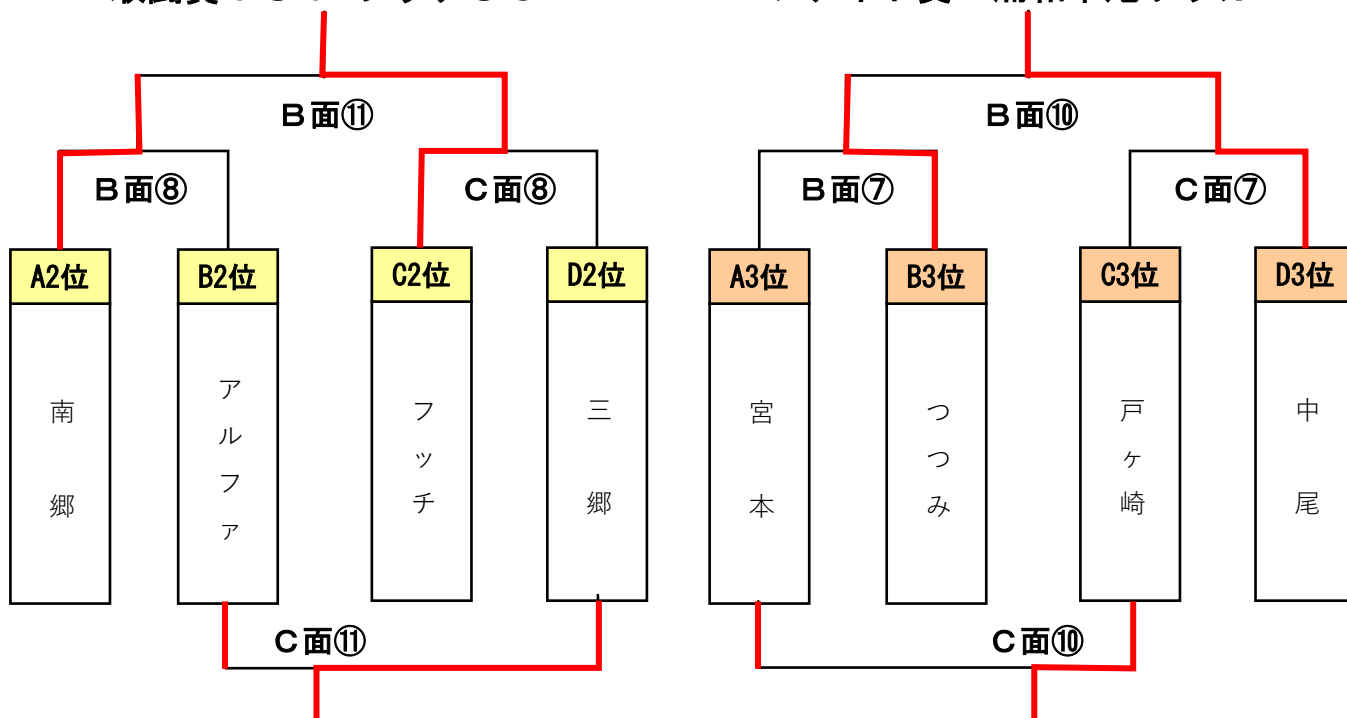 B面⑪
B面⑩
B面⑧
C面⑧
B面⑦
C面⑦
A2位
B2位
C2位
D2位
A3位
B3位
C3位
D3位
南郷
アルファ
フッチ
三郷
宮本
つつみ
戸ヶ崎
中尾
C面⑪
C面⑩